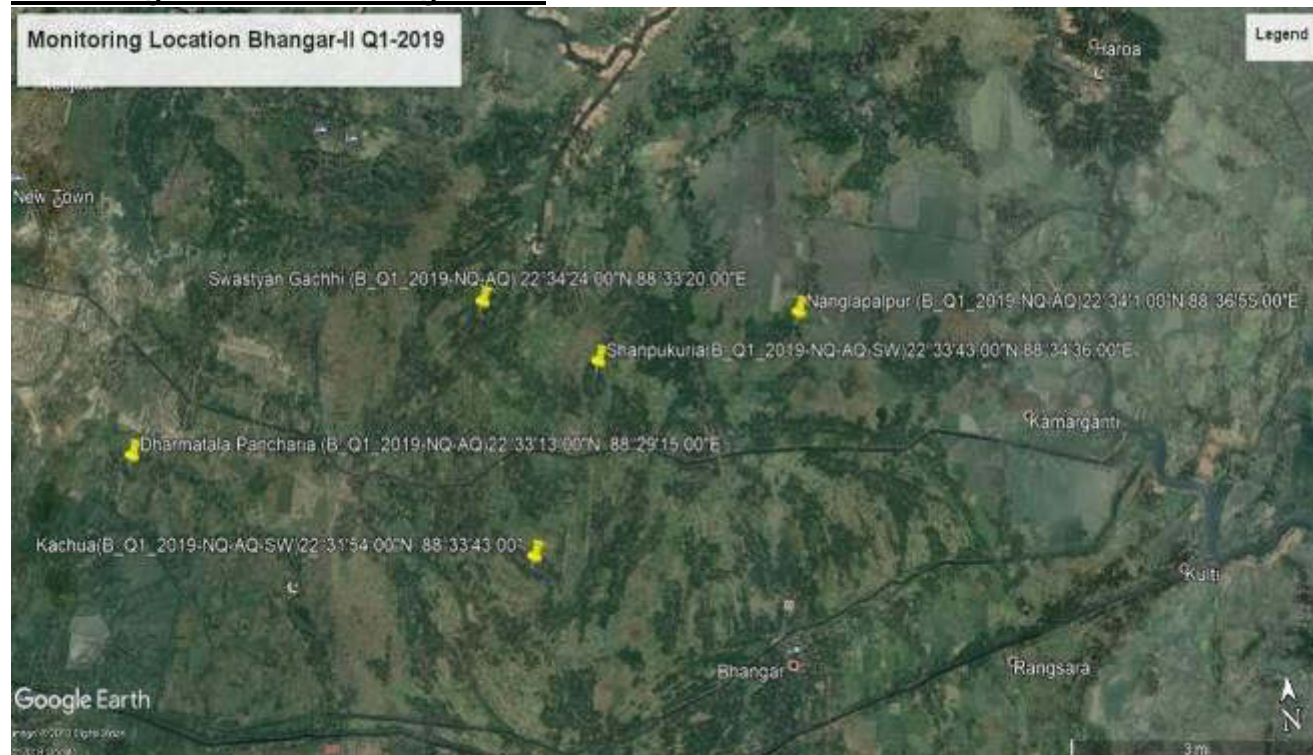 Monitoring Location Bhangar-II Q1-2019
Legend
Haroa
New Town
Swastyan Gachhi (B_Q1_2019-NQ-AQ) 22°34'24.00"N 88°33'20.00"E
Nanglapalpur (B_Q1_2019-NQ-AQ)22°34'1.00"N 88°36'55.00"E
Shanpukuria(B_Q1_2019-NQ-AQ-SW)22°33'43.00"N 88°34'36.00"E
Kamarganti
Dharmatala Pancharia (B_Q1_2019-NQ-AQ)22°33'13.00"N 88°29'15.00"E
Kachua(B_Q1_2019-NQ-AQ-SW)22°31'54.00"N 88°33'43.00"
Kulti
Bhangar
Rangsara
Google Earth
N
3 m